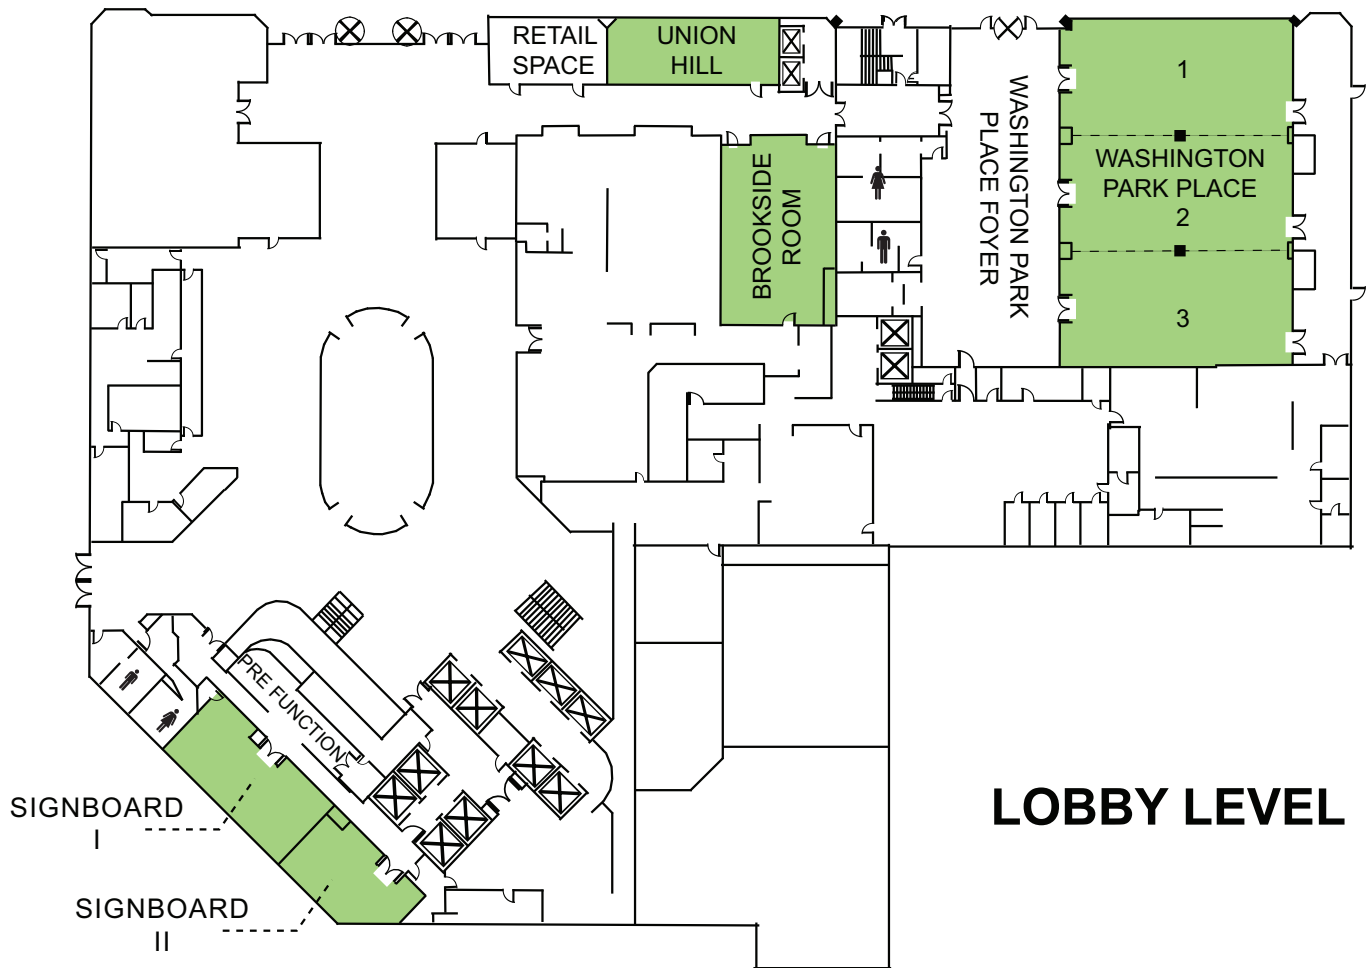 RETAIL
SPACE
UNION
HILL
WASHINGTON PARK
PLACE FOYER
1
WASHINGTON
PARK PLACE
2
3
BROOKSIDE
ROOM
PRE FUNCTION
SIGNBOARD
I
SIGNBOARD
II
LOBBY LEVEL